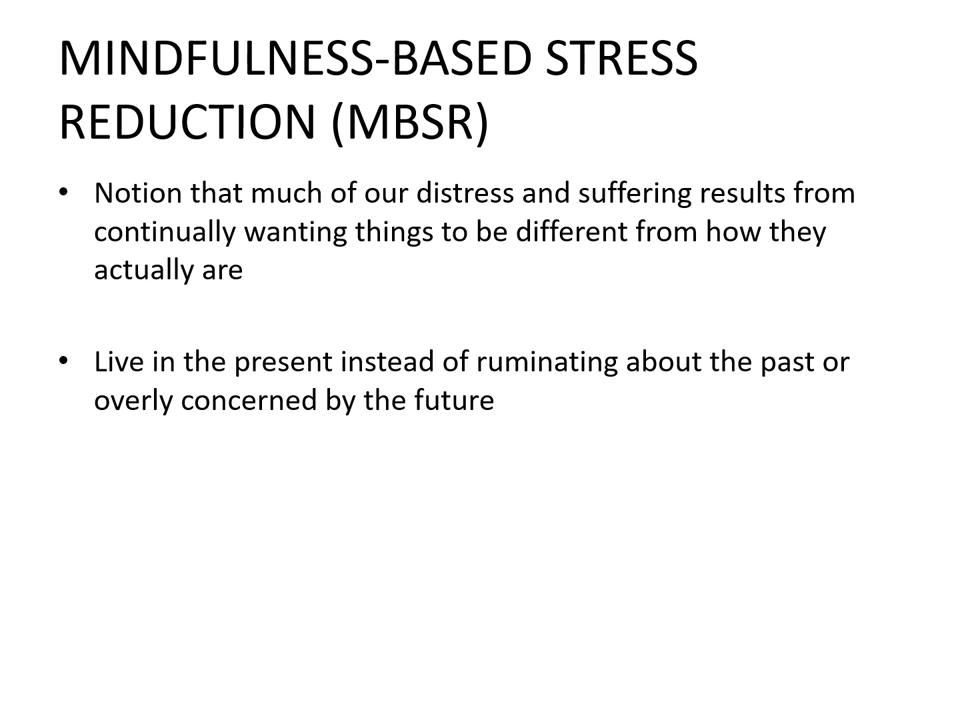 MINDFULNESS-BASED STRESS
REDUCTION (MBSR)
• Notion that much of our distress and suffering results from
continually wanting things to be different from how they
actually are
• Live in the present instead of ruminating about the past or
overly concerned by the future